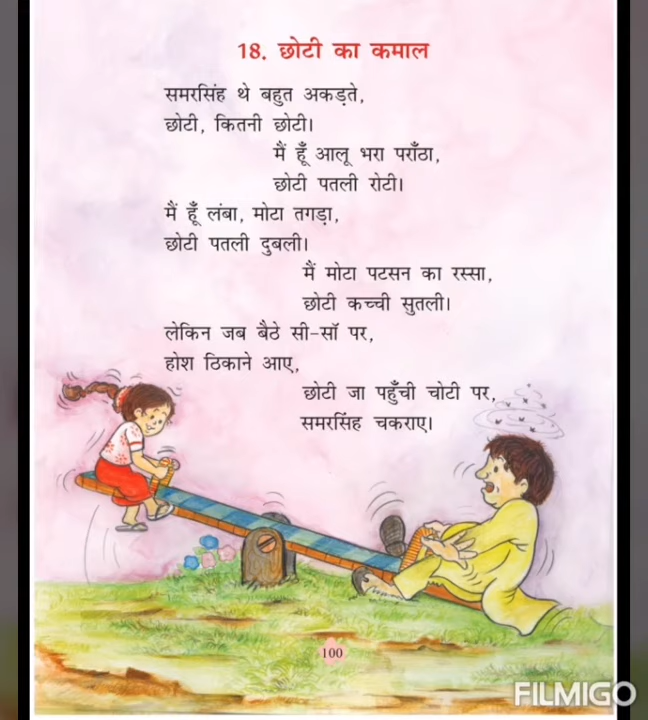 18. छोटी का कमाल
समरसिंह थे बहुत अकड़ते,
छोटी, कितनी छोटी।
मैं हूँ आलू भरा पराँठा,
छोटी पतली रोटी।
मैं हूँ लंबा, मोटा तगड़ा,
छोटी पतली दुबली।
मैं मोटा पटसन का रस्सा,
छोटी कच्ची सुतली।
लेकिन जब बैठे सी-सॉ पर,
होश ठिकाने आए,
छोटी जा पहुँची चोटी पर,
समरसिंह चकराए।
100
FILMIGO